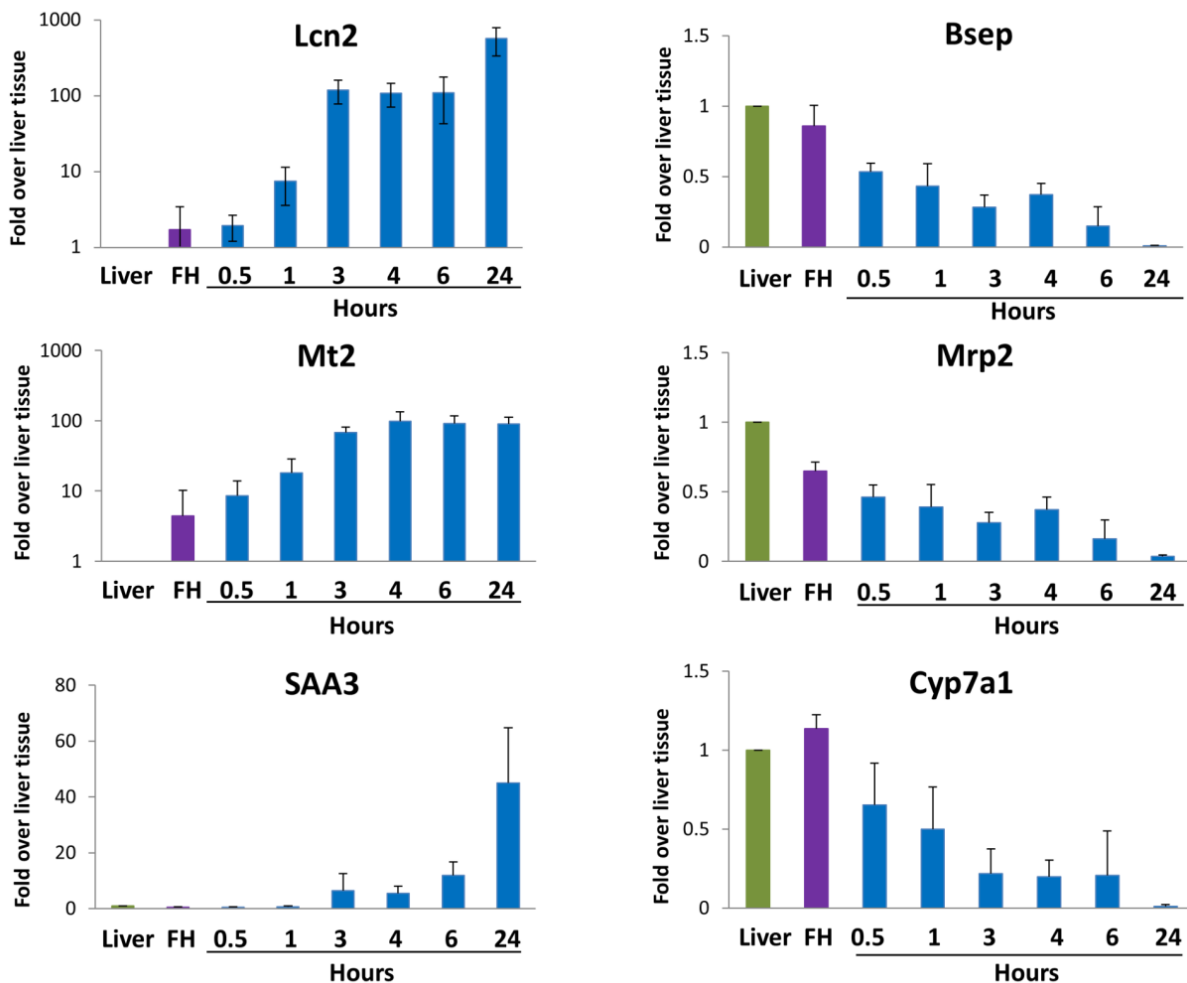 Lcn2
Fold over liver tissue
1000
100
10
1
Liver FH 0.5 1 3 4 6 24
Hours
Bsep
Fold over liver tissue
1.5
1
0.5
0
Liver FH 0.5 1 3 4 6 24
Hours
Mt2
Fold over liver tissue
1000
100
10
1
Liver FH 0.5 1 3 4 6 24
Hours
Mrp2
Fold over liver tissue
1.5
1
0.5
0
Liver FH 0.5 1 3 4 6 24
Hours
SAA3
Fold over liver tissue
80
60
40
20
0
Liver FH 0.5 1 3 4 6 24
Hours
Cyp7a1
Fold over liver tissue
1.5
1
0.5
0
Liver FH 0.5 1 3 4 6 24
Hours